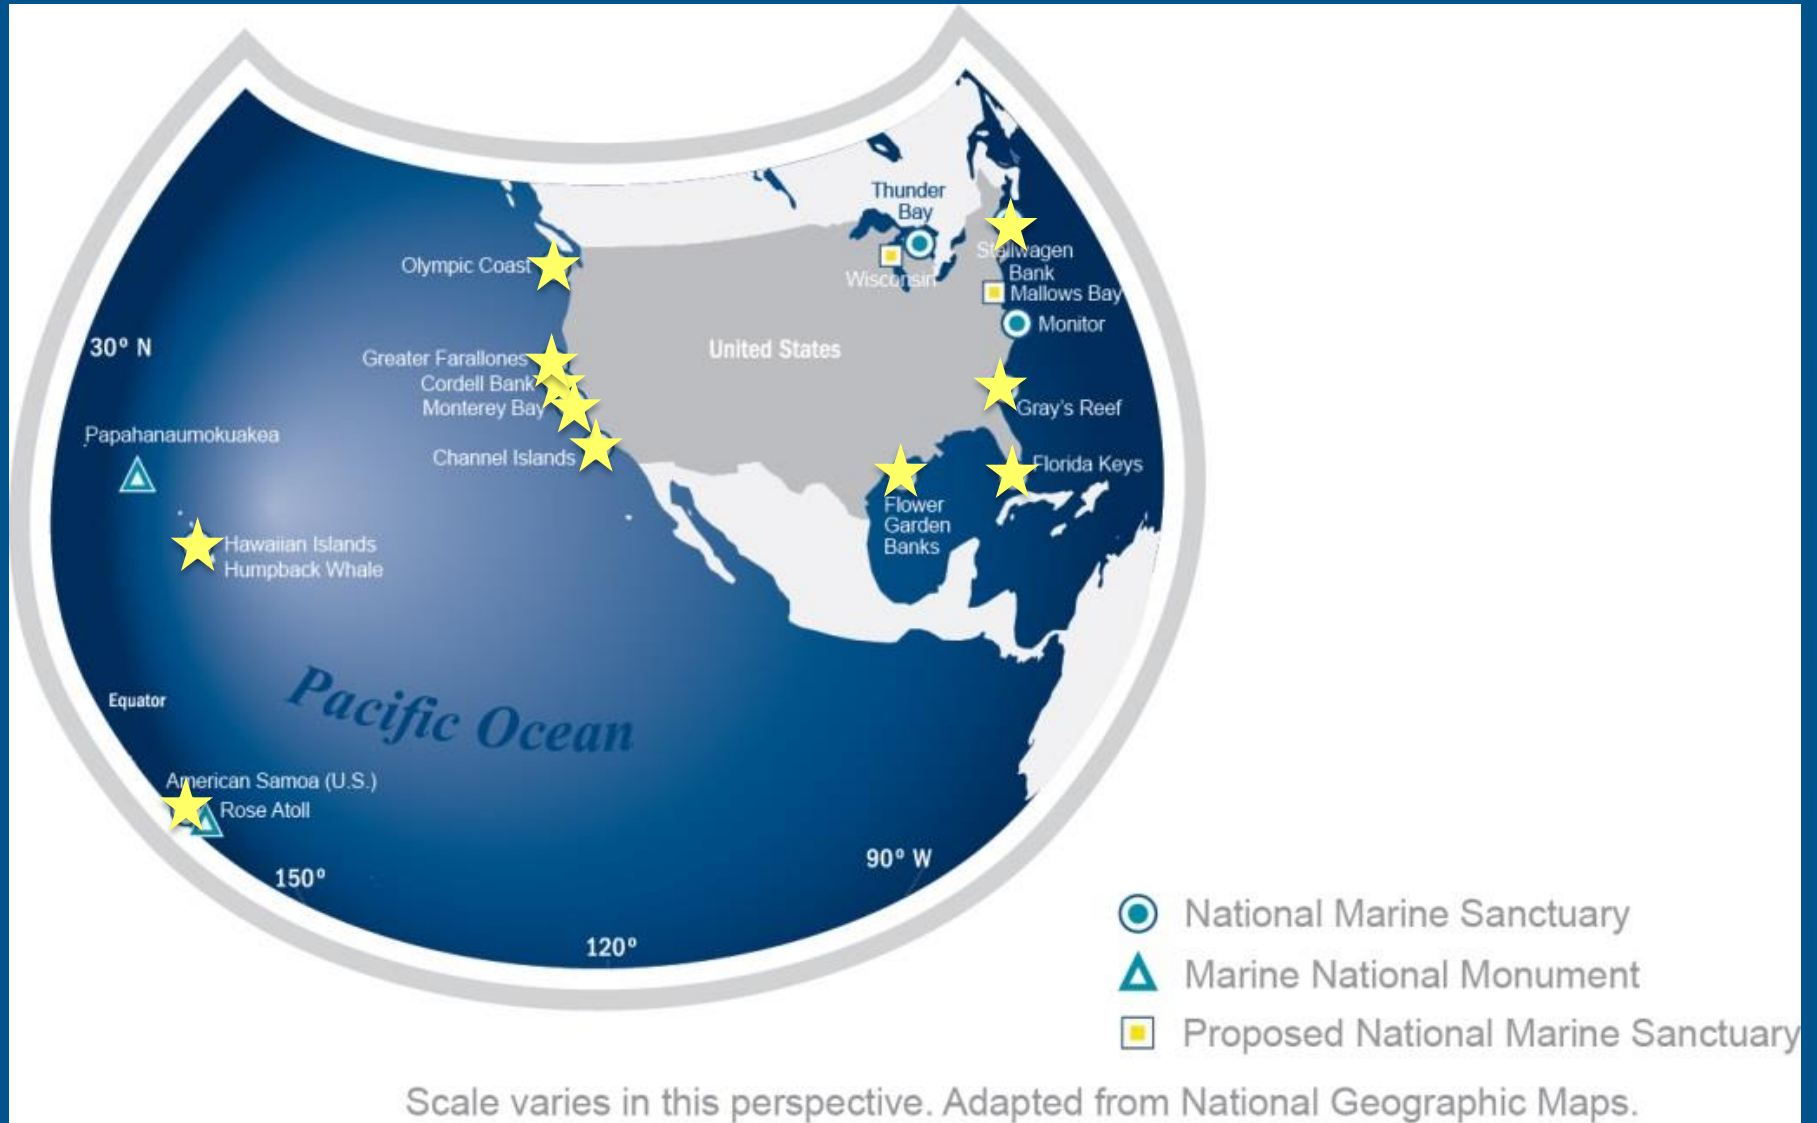 Thunder
Bay
Stellwagen
Bank
Olympic Coast
Wisconsin
Mallows Bay
Monitor
30° N
United States
Greater Farallones
Cordell Bank
Monterey Bay
Gray's Reef
Papahanaumokuakea
Channel Islands
Florida Keys
Flower
Garden
Banks
Hawaiian Islands
Humpback Whale
Pacific Ocean
Equator
American Samoa (U.S.)
Rose Atoll
150°
120°
90° W
National Marine Sanctuary
Marine National Monument
Proposed National Marine Sanctuary
Scale varies in this perspective. Adapted from National Geographic Maps.